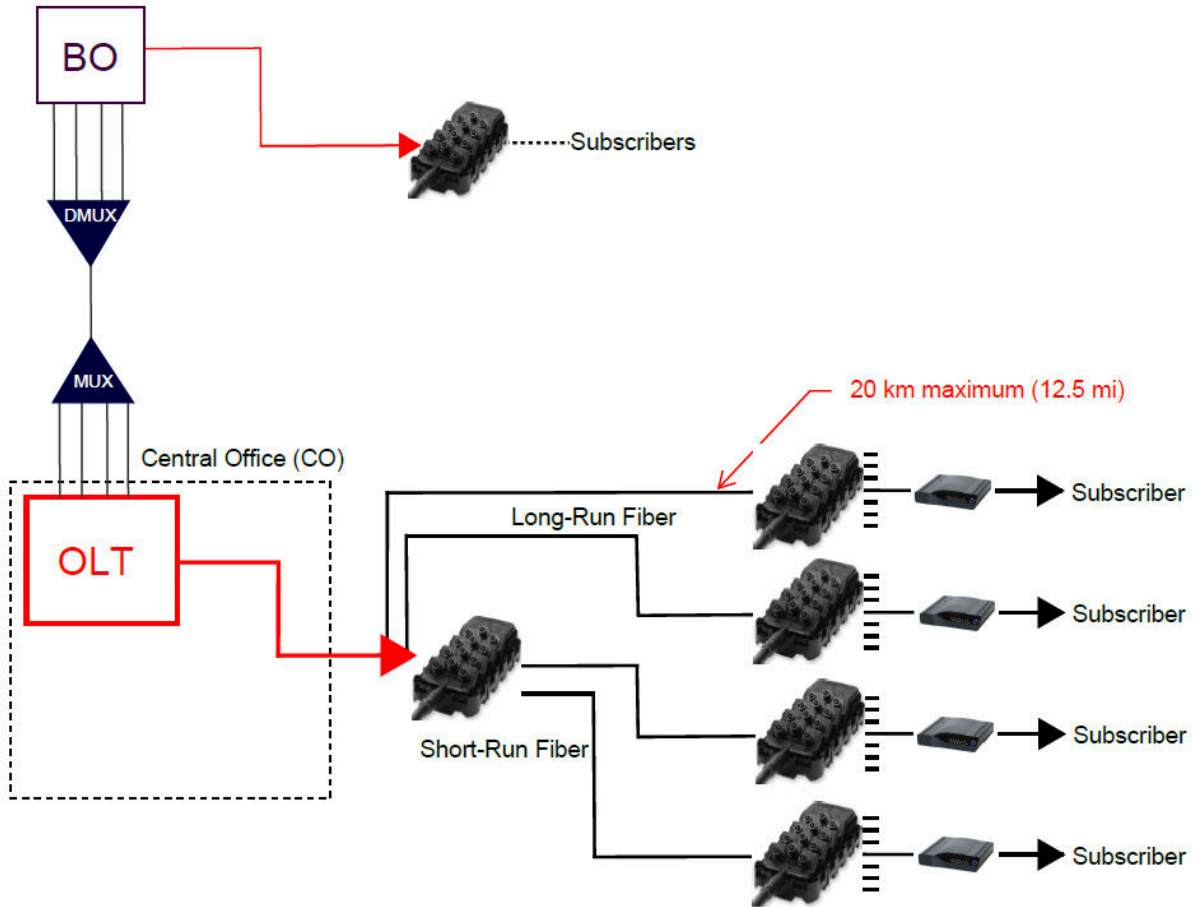 BO
Subscribers
DMUX
MUX
20 km maximum (12.5 mi)
Central Office (CO)
Subscriber
Long-Run Fiber
OLT
Subscriber
Subscriber
Short-Run Fiber
Subscriber